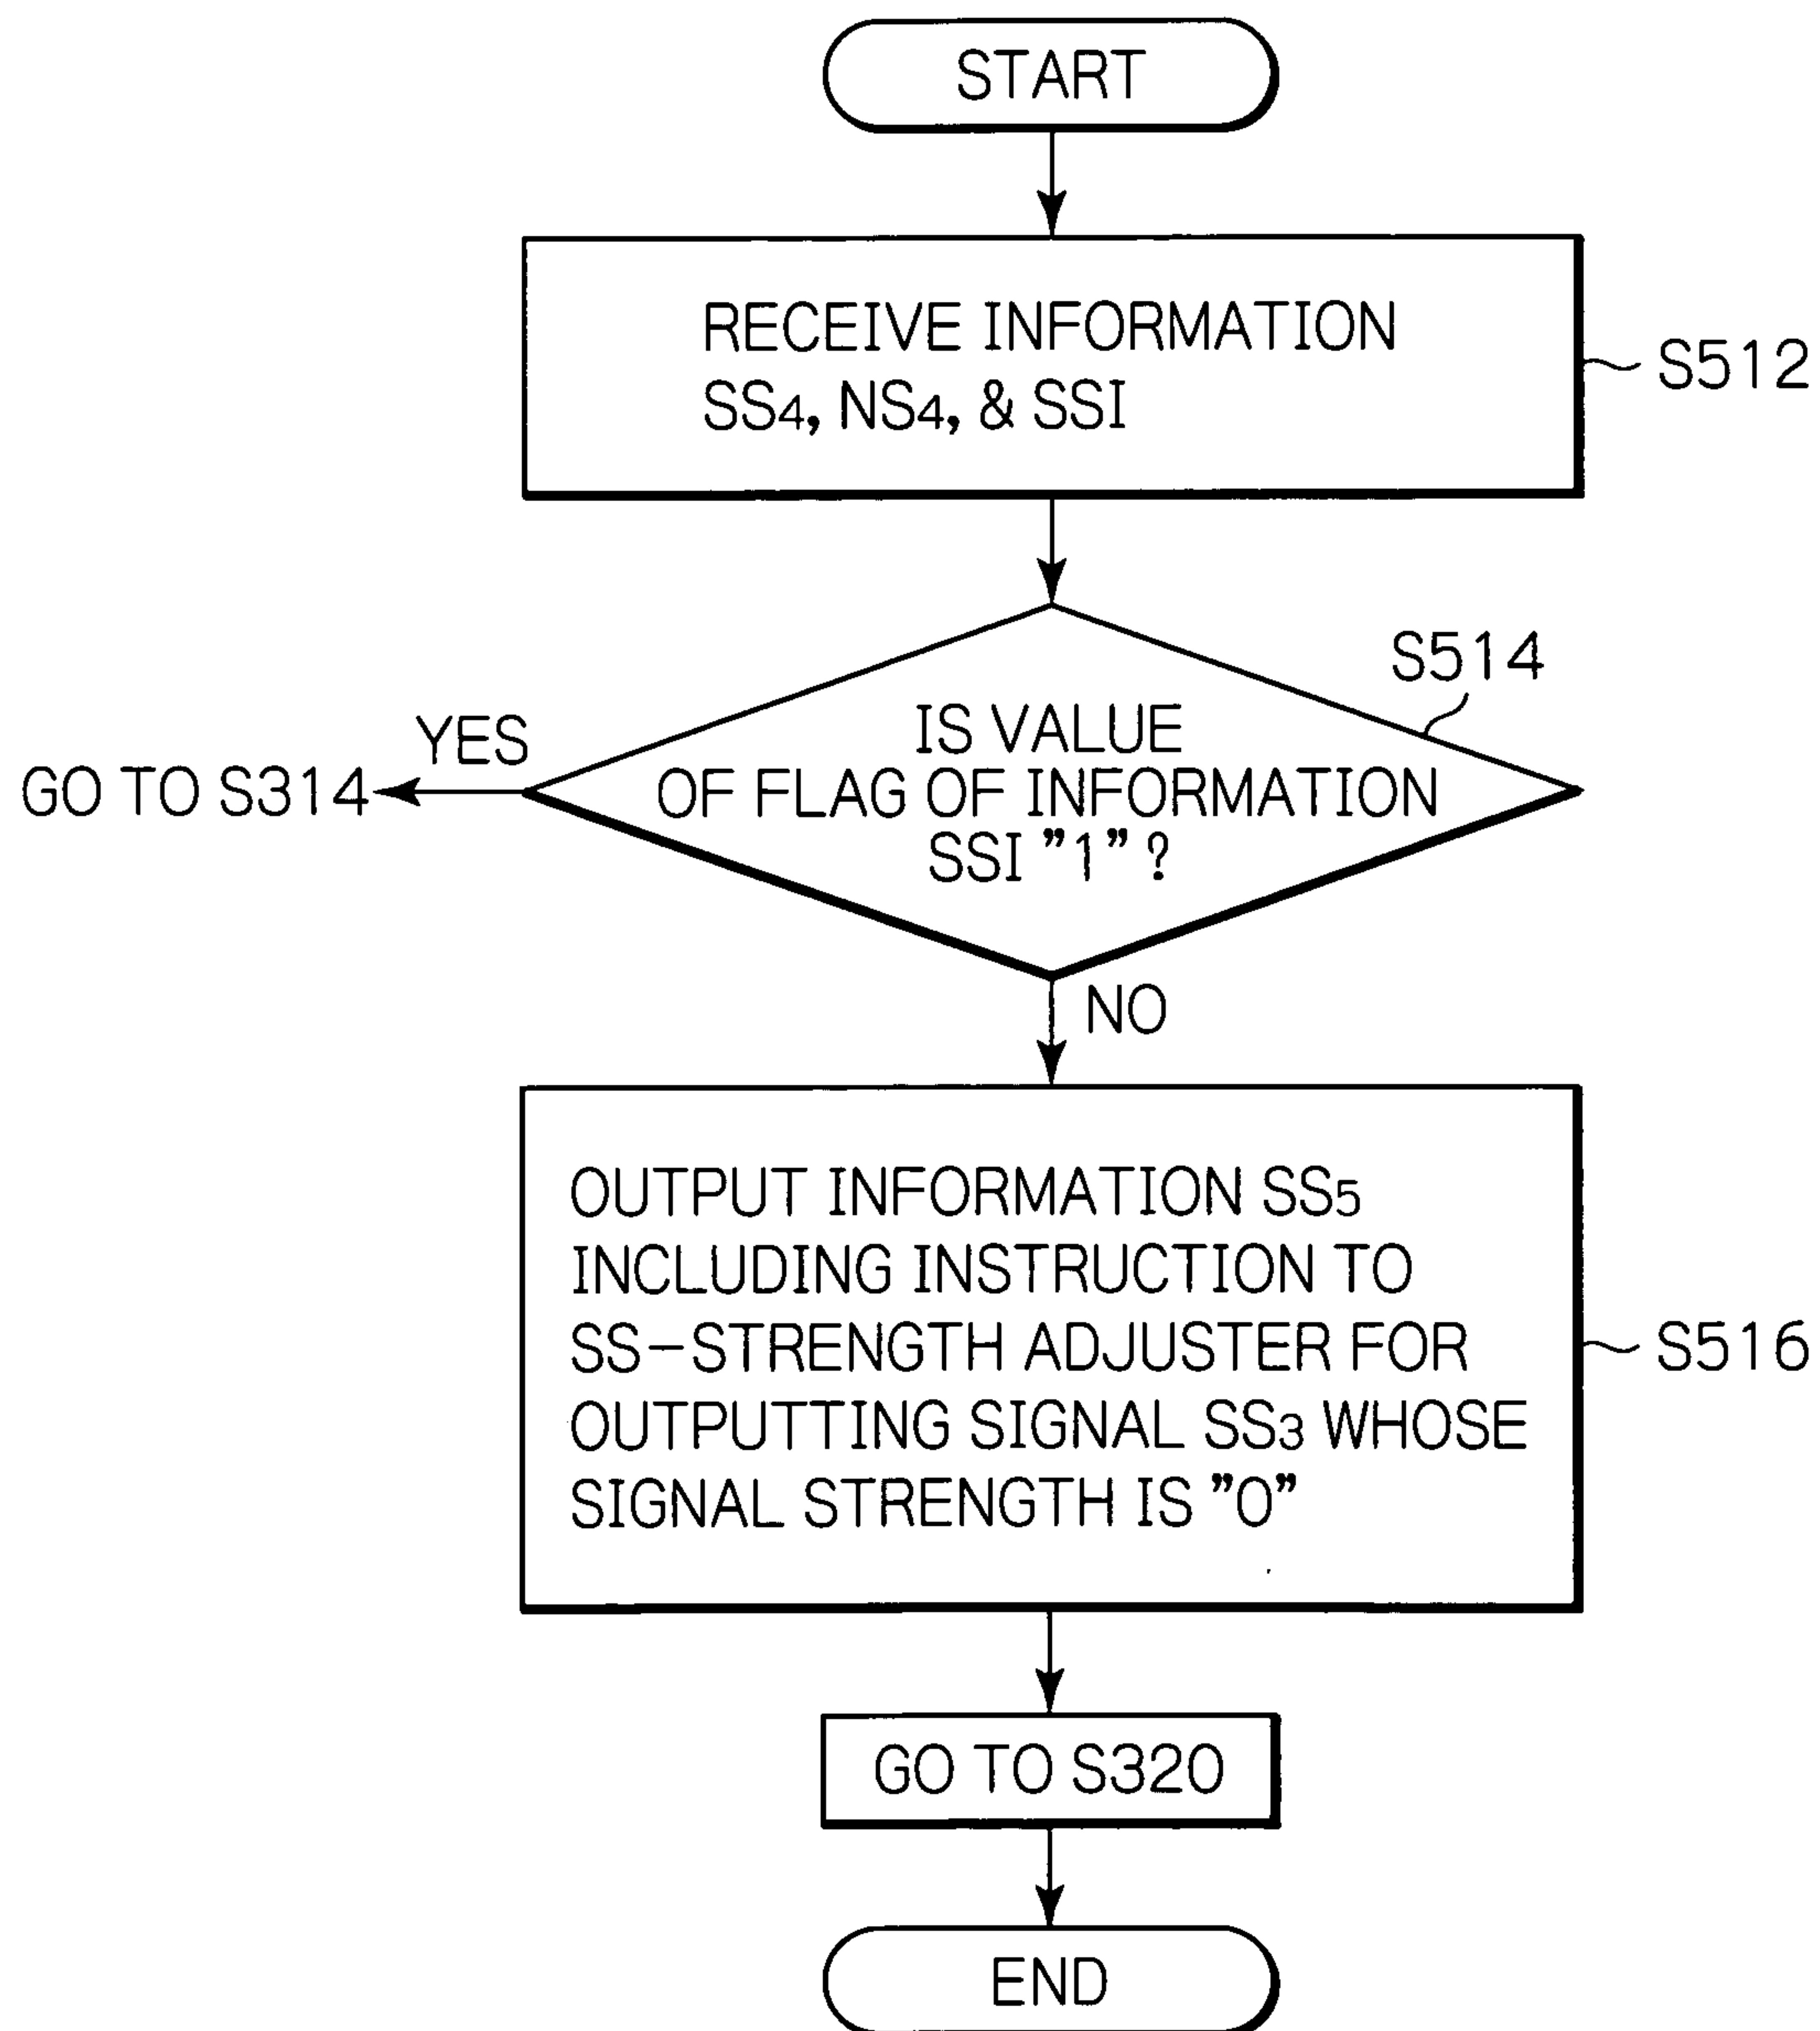 START
RECEIVE INFORMATION
SS4, NS4, & SSI
S512
S514
IS VALUE
OF FLAG OF INFORMATION
SSI "1" ?
YES
GO TO S314
NO
OUTPUT INFORMATION SS5
INCLUDING INSTRUCTION TO
SS-STRENGTH ADJUSTER FOR
OUTPUTTING SIGNAL SS3 WHOSE
SIGNAL STRENGTH IS "0"
S516
GO TO S320
END